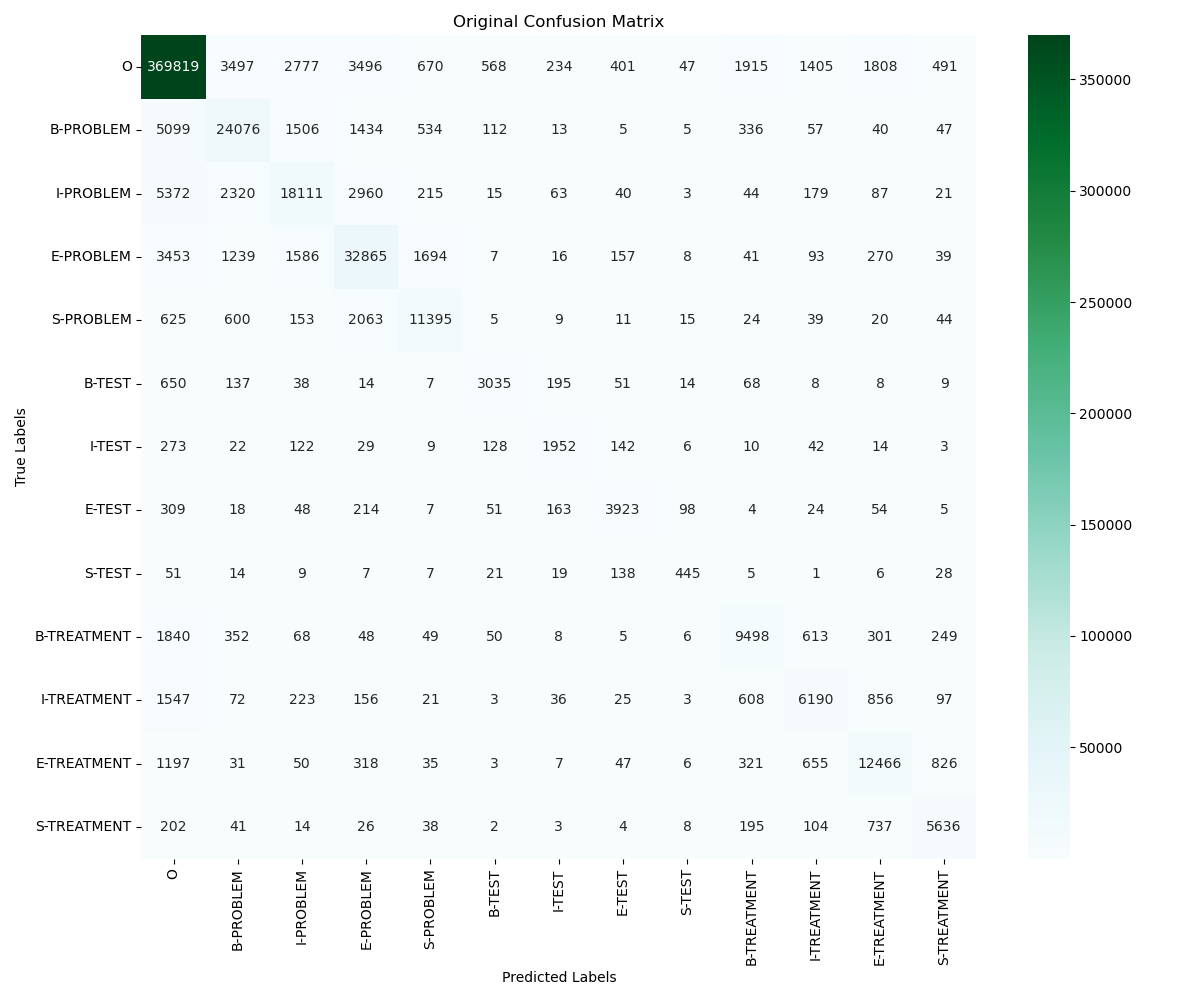 Original Confusion Matrix
O 369819 3497 2777 3496 670 568 234 401 47 1915 1405 1808 491
B-PROBLEM 5099 24076 1506 1434 534 112 13 5 5 336 57 40 47
I-PROBLEM 5372 2320 18111 2960 215 15 63 40 3 44 179 87 21
E-PROBLEM 3453 1239 1586 32865 1694 7 16 157 8 41 93 270 39
S-PROBLEM 625 600 153 2063 11395 5 9 11 15 24 39 20 44
B-TEST 650 137 38 14 7 3035 195 51 14 68 8 8 9
I-TEST 273 22 122 29 9 128 1952 142 6 10 42 14 3
E-TEST 309 18 48 214 7 51 163 3923 98 4 24 54 5
S-TEST 51 14 9 7 7 21 19 138 445 5 1 6 28
B-TREATMENT 1840 352 68 48 49 50 8 5 6 9498 613 301 249
I-TREATMENT 1547 72 223 156 21 3 36 25 3 608 6190 856 97
E-TREATMENT 1197 31 50 318 35 3 7 47 6 321 655 12466 826
S-TREATMENT 202 41 14 26 38 2 3 4 8 195 104 737 5636
O B-PROBLEM I-PROBLEM E-PROBLEM S-PROBLEM B-TEST I-TEST E-TEST S-TEST B-TREATMENT I-TREATMENT E-TREATMENT S-TREATMENT
Predicted Labels
True Labels
350000
300000
250000
200000
150000
100000
50000